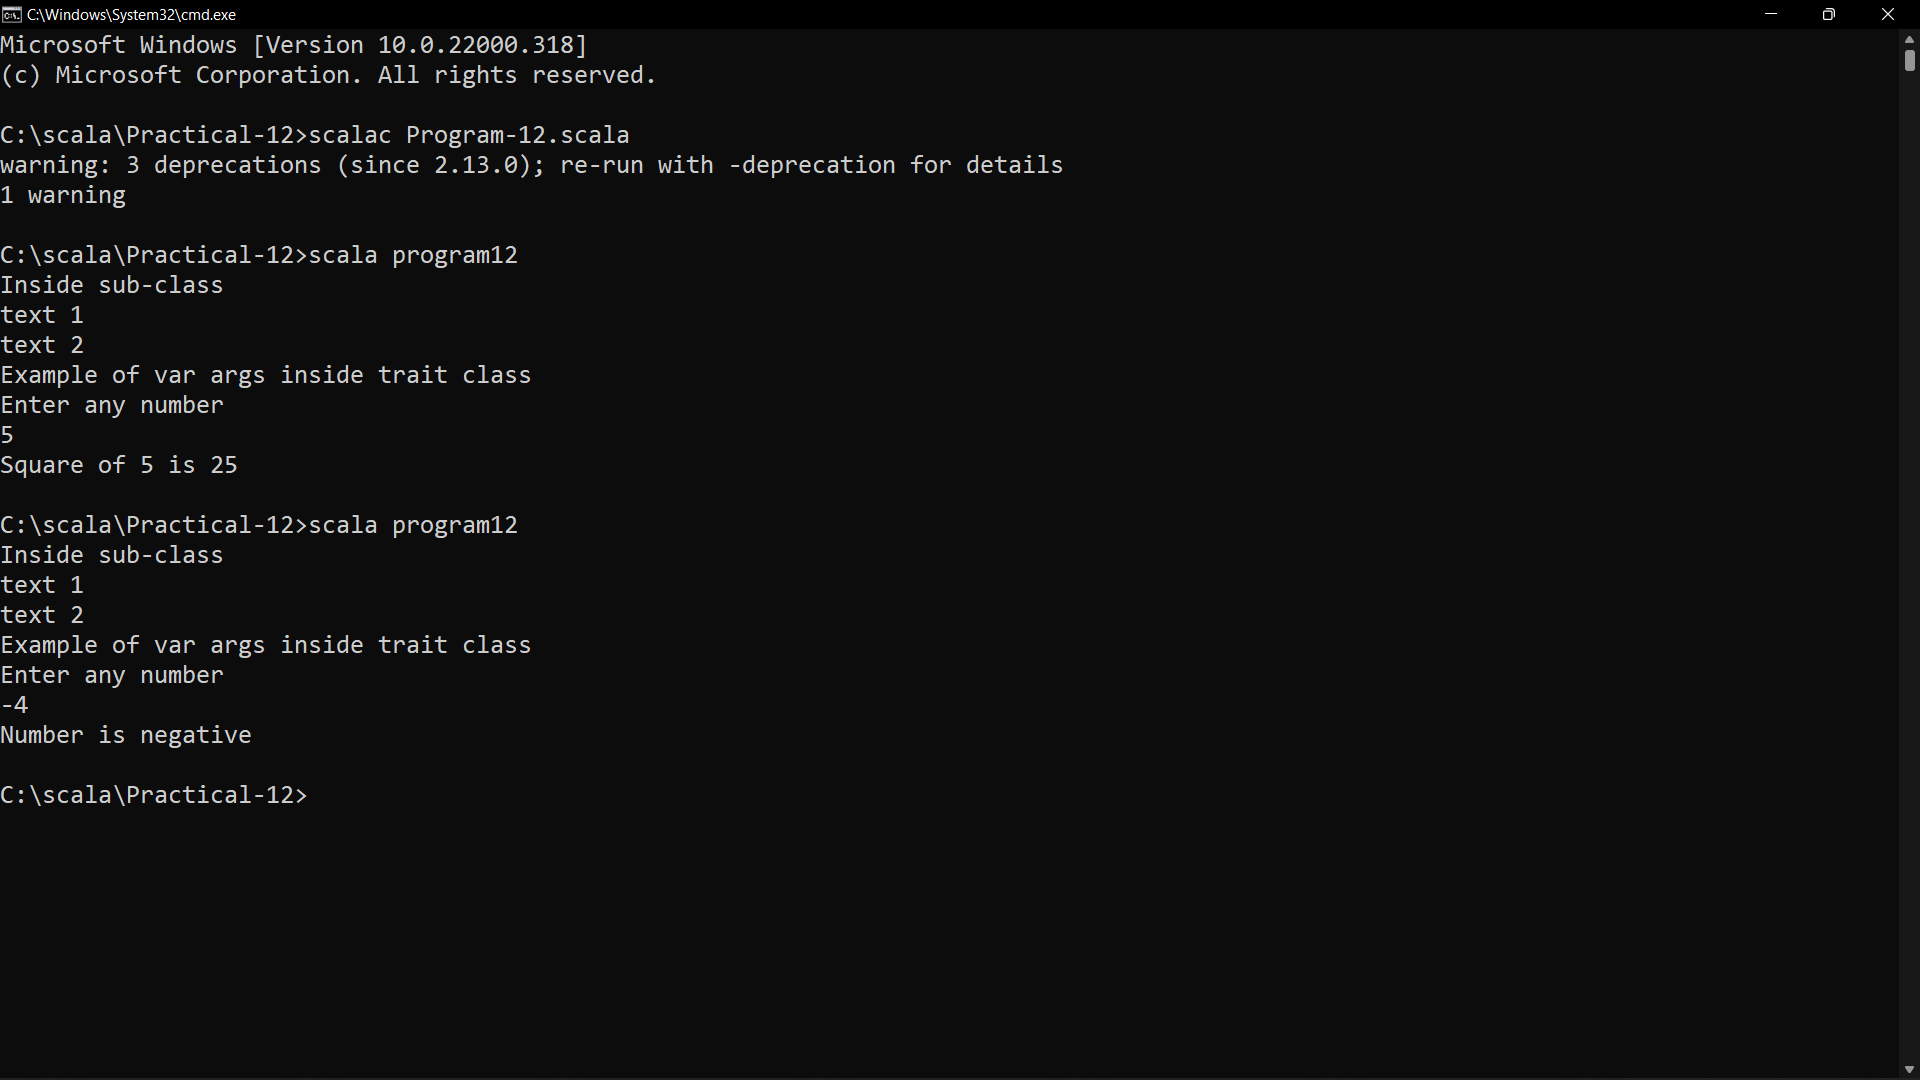 C:\Windows\System32\cmd.exe
Microsoft Windows [Version 10.0.22000.318]
(c) Microsoft Corporation. All rights reserved.
C:\scala\Practical-12>scalac Program-12.scala
warning: 3 deprecations (since 2.13.0); re-run with -deprecation for details
1 warning
C:\scala\Practical-12>scala program12
Inside sub-class
text 1
text 2
Example of var args inside trait class
Enter any number
5
Square of 5 is 25
C:\scala\Practical-12>scala program12
Inside sub-class
text 1
text 2
Example of var args inside trait class
Enter any number
-4
Number is negative
C:\scala\Practical-12>